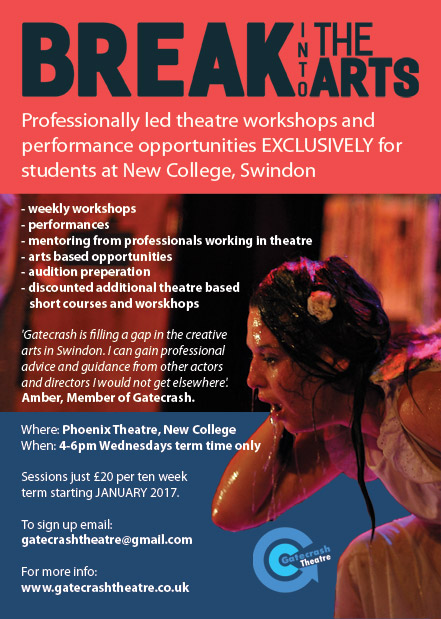 BREAK INTO THE ARTS
Professionally led theatre workshops and
performance opportunities EXCLUSIVELY for
students at New College, Swindon
- weekly workshops
- performances
- mentoring from professionals working in theatre
- arts based opportunities
- audition preperation
- discounted additional theatre based
short courses and worskhops
'Gatecrash is filling a gap in the creative
arts in Swindon. I can gain professional
advice and guidance from other actors
and directors I would not get elsewhere'.
Amber, Member of Gatecrash.
Where: Phoenix Theatre, New College
When: 4-6pm Wednesdays term time only
Sessions just £20 per ten week
term starting JANUARY 2017.
To sign up email:
gatecrashtheatre@gmail.com
For more info:
www.gatecrashtheatre.co.uk
Gatecrash
Theatre